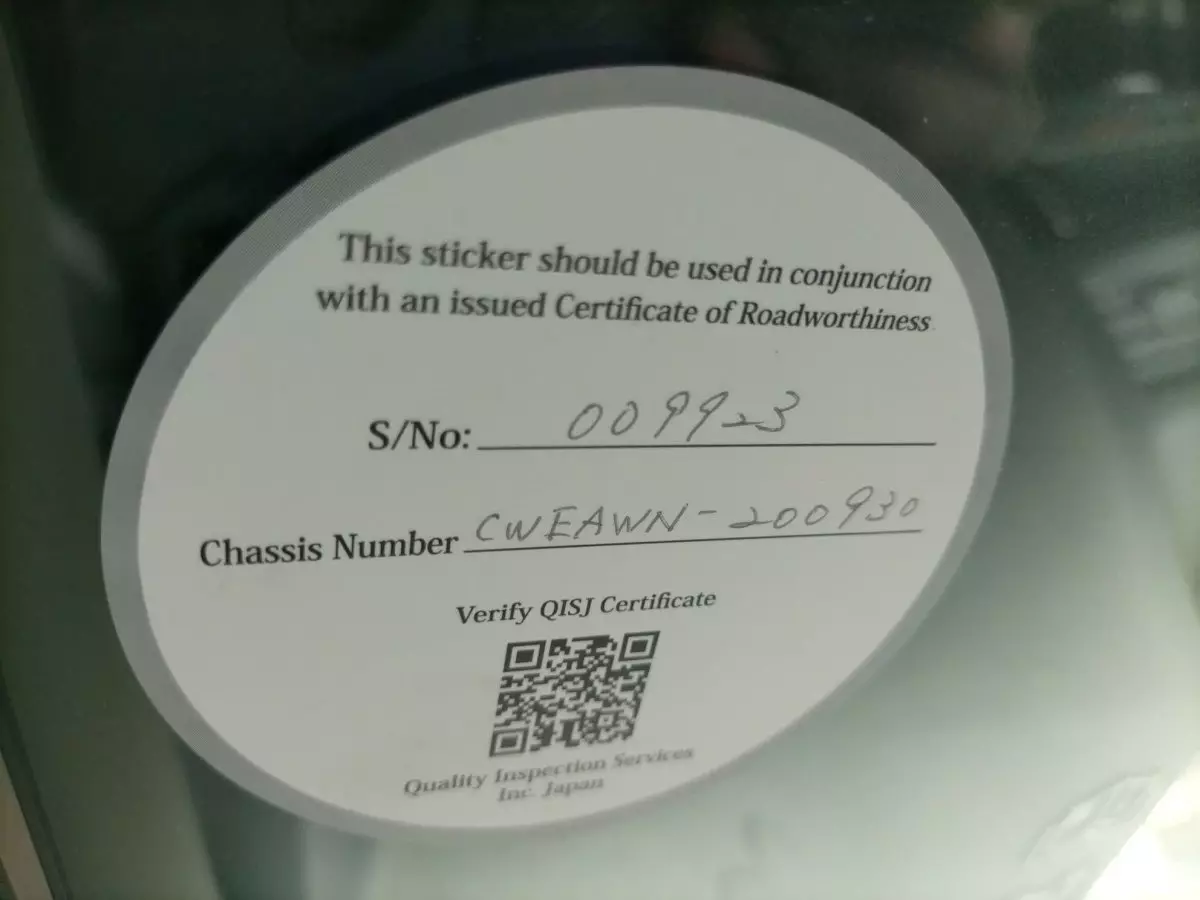 This sticker should be used in conjunction
with an issued Certificate of Roadworthiness
S/No: 009923
Chassis Number CWEAWN-200930
Verify QISJ Certificate
Quality Inspection Services
Inc. Japan